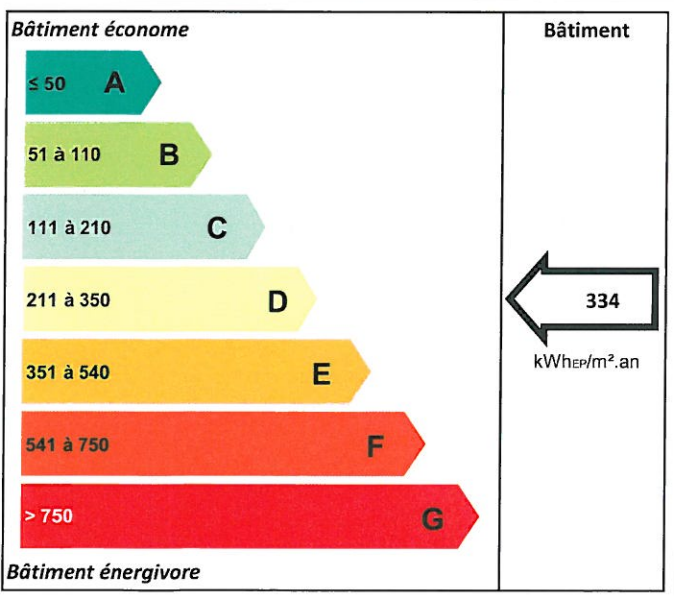 Bâtiment économe
Bâtiment
≤ 50 A
51 à 110 B
111 à 210 C
211 à 350 D
334
kWhEP/m².an
351 à 540 E
541 à 750 F
> 750 G
Bâtiment énergivore